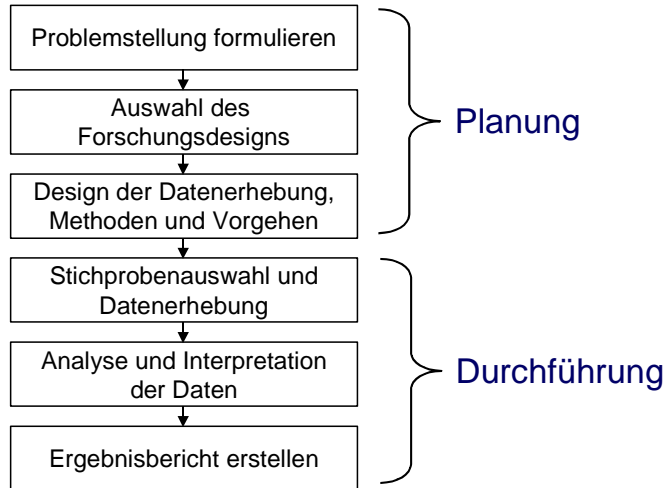 Problemstellung formulieren
Auswahl des
Forschungsdesigns
Planung
Design der Datenerhebung,
Methoden und Vorgehen
Stichprobenauswahl und
Datenerhebung
Analyse und Interpretation
der Daten
Durchführung
Ergebnisbericht erstellen